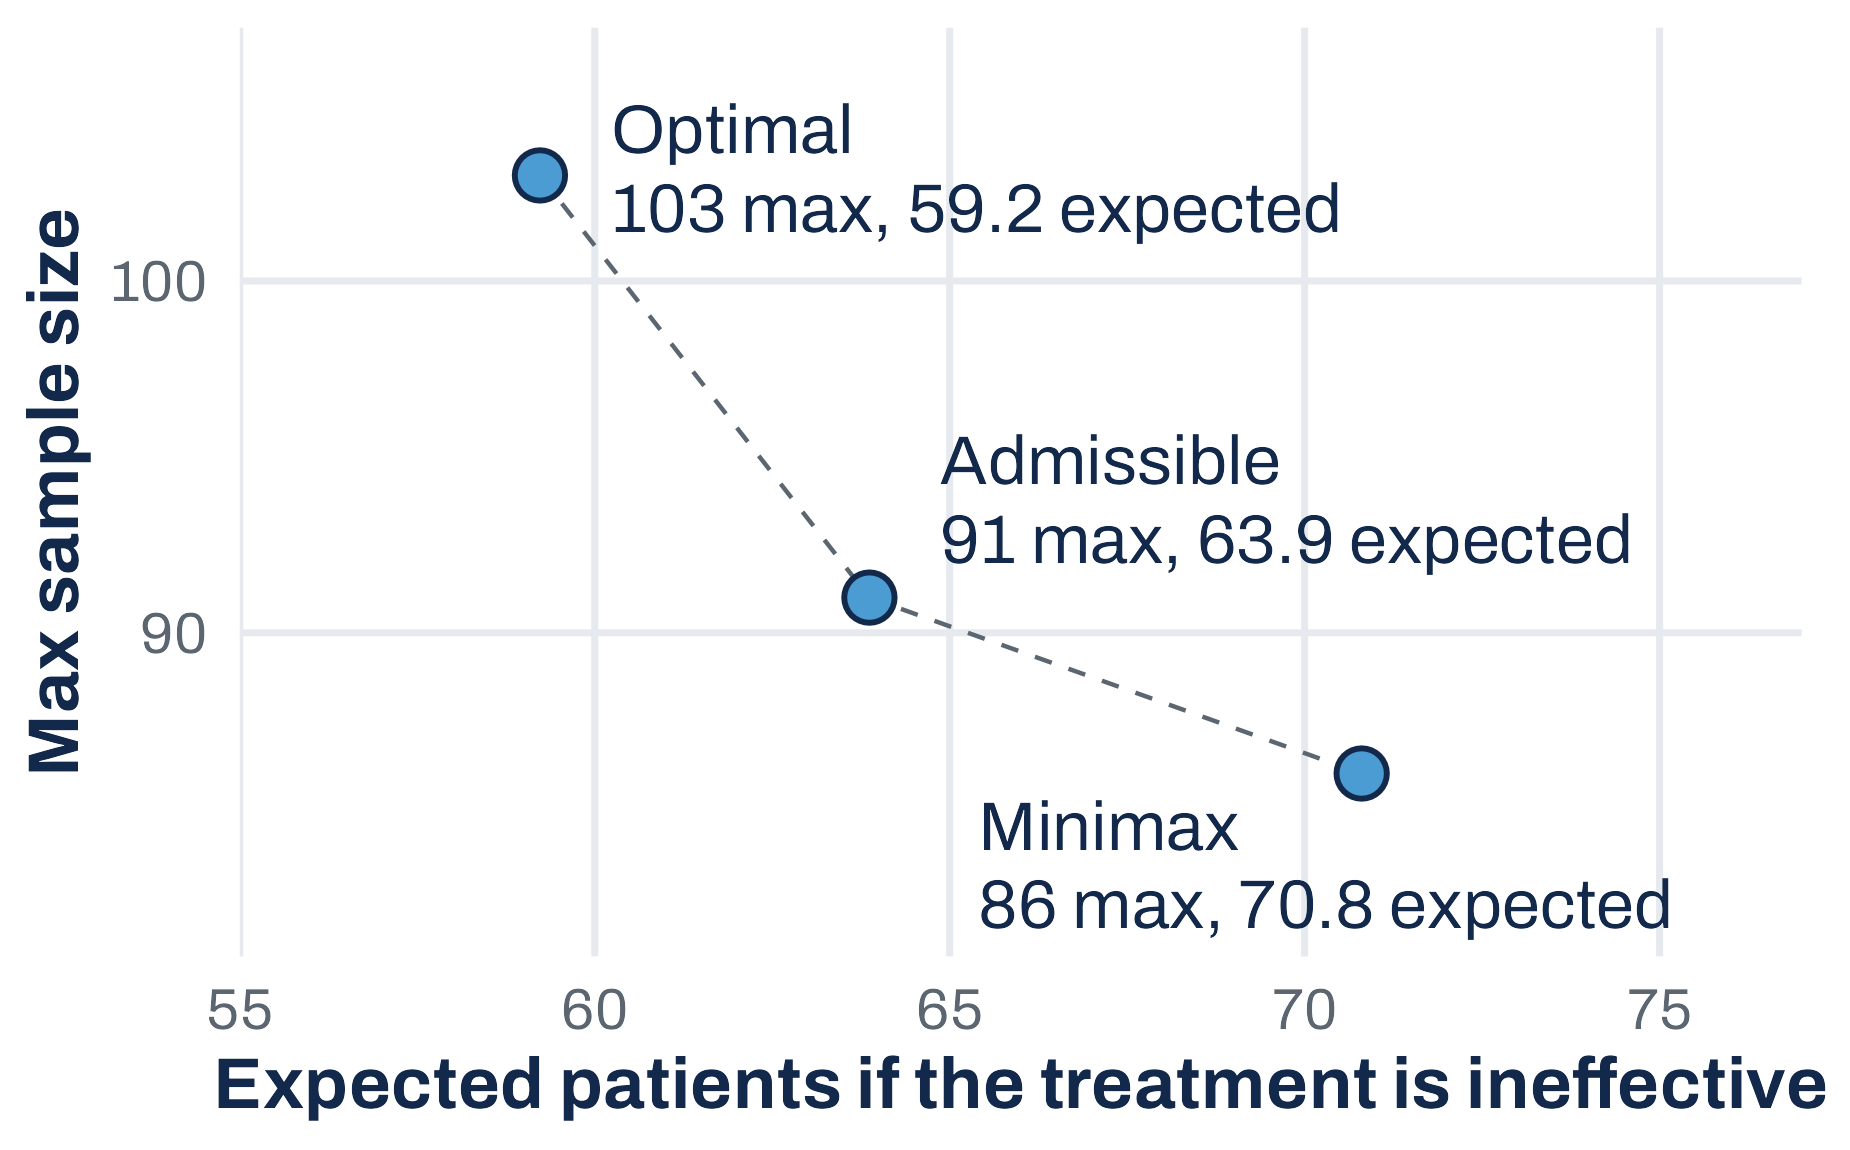 Optimal
103 max, 59.2 expected
Admissible
91 max, 63.9 expected
Minimax
86 max, 70.8 expected
Max sample size
100
90
55
60
65
70
75
Expected patients if the treatment is ineffective